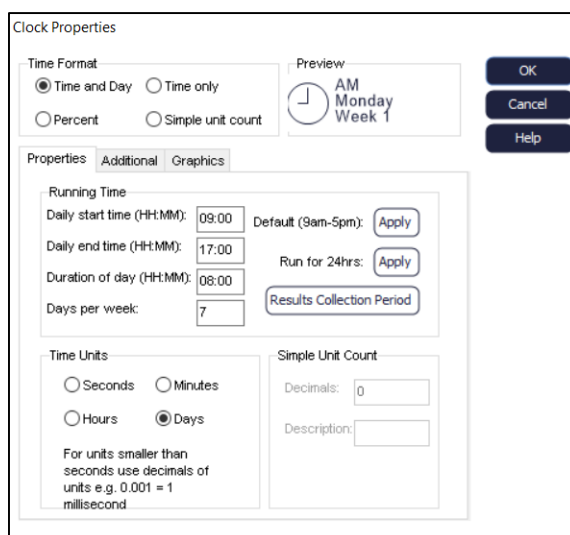 Clock Properties
Time Format
Time and Day
Time only
Percent
Simple unit count
Preview
AM
Monday
Week 1
OK
Cancel
Help
Properties
Additional
Graphics
Running Time
Daily start time (HH:MM):
09:00
Default (9am-5pm):
Apply
Daily end time (HH:MM):
17:00
Run for 24hrs:
Apply
Duration of day (HH:MM):
08:00
Results Collection Period
Days per week:
7
Time Units
Seconds
Minutes
Hours
Days
For units smaller than
seconds use decimals of
units e.g. 0.001 = 1
millisecond
Simple Unit Count
Decimals:
0
Description: